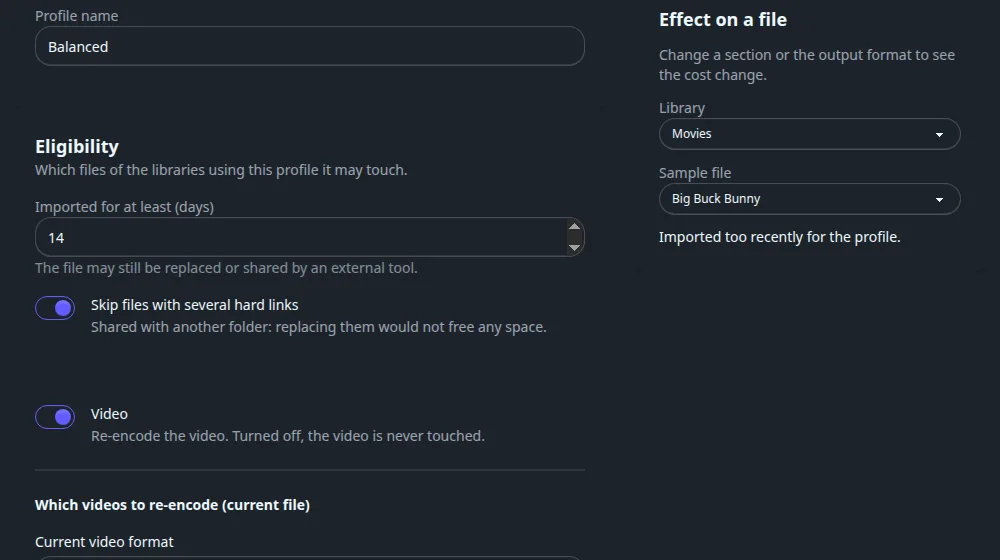 Profile name
Balanced
Eligibility
Which files of the libraries using this profile it may touch.
Imported for at least (days)
14
The file may still be replaced or shared by an external tool.
Skip files with several hard links
Shared with another folder: replacing them would not free any space.
Video
Re-encode the video. Turned off, the video is never touched.
Which videos to re-encode (current file)
Current video format
Effect on a file
Change a section or the output format to see
the cost change.
Library
Movies
Sample file
Big Buck Bunny
Imported too recently for the profile.